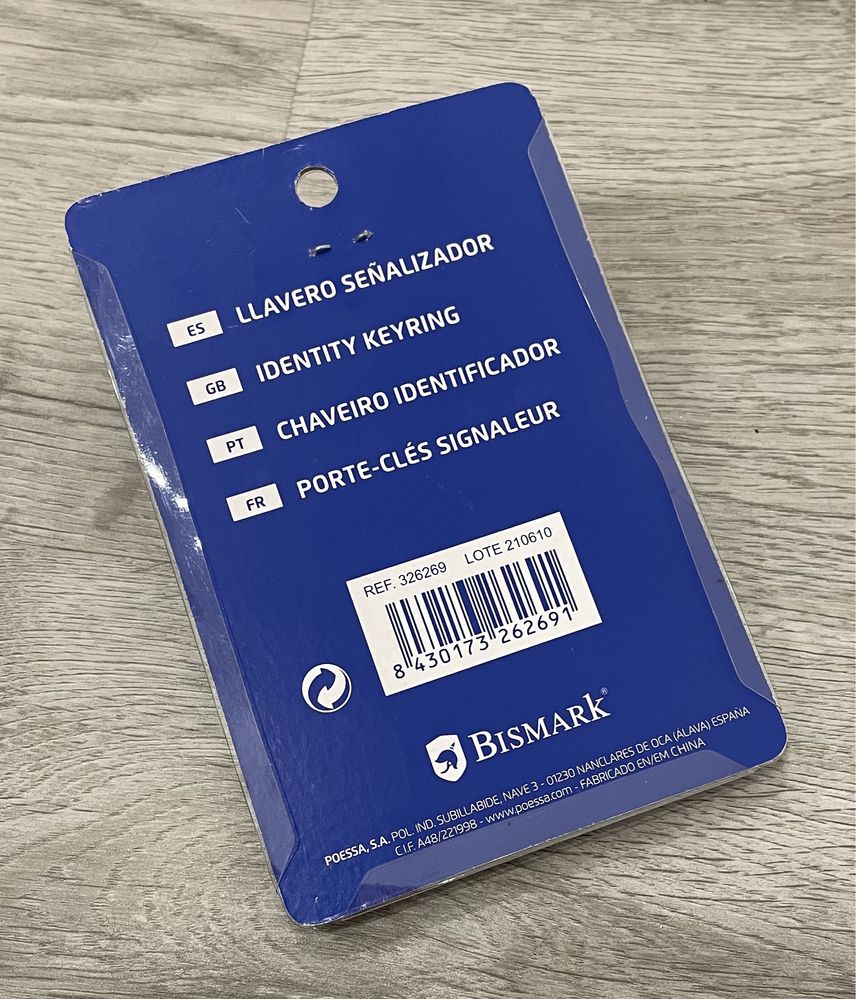 ES LLAVERO SEÑALIZADOR
GB IDENTITY KEYRING
PT CHAVEIRO IDENTIFICADOR
FR PORTE-CLÉS SIGNALEUR
REF. 326269 LOTE 210610
8 430173 262691
BISMARK®
POESSA, S.A. POL. IND. SUBILLABIDE, NAVE 3 - 01230 NANCLARES DE OCA (ÁLAVA) ESPAÑA
C.I.F. A48/221998 - www.poessa.com - FABRICADO EN/EM CHINA